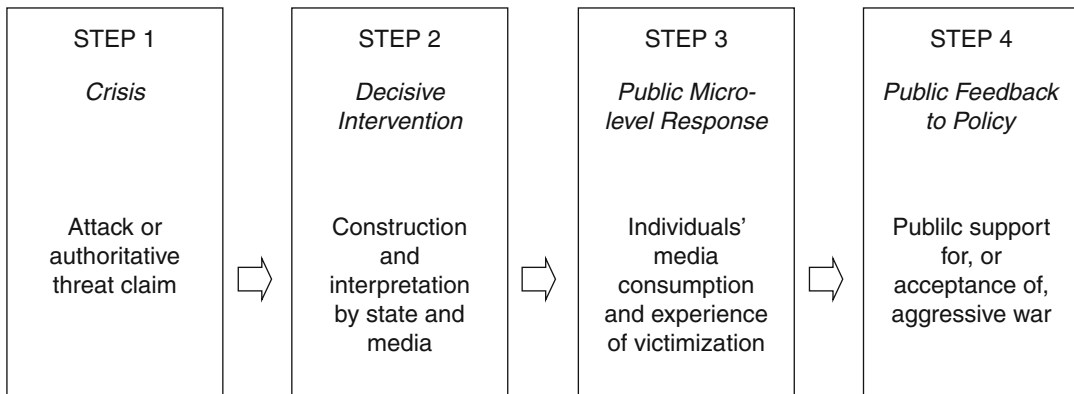 STEP 1
Crisis
Attack or
authoritative
threat claim
STEP 2
Decisive
Intervention
Construction
and
interpretation
by state and
media
STEP 3
Public Micro-
level Response
Individuals’
media
consumption
and experience
of victimization
STEP 4
Public Feedback
to Policy
Publilc support
for, or
acceptance of,
aggressive war